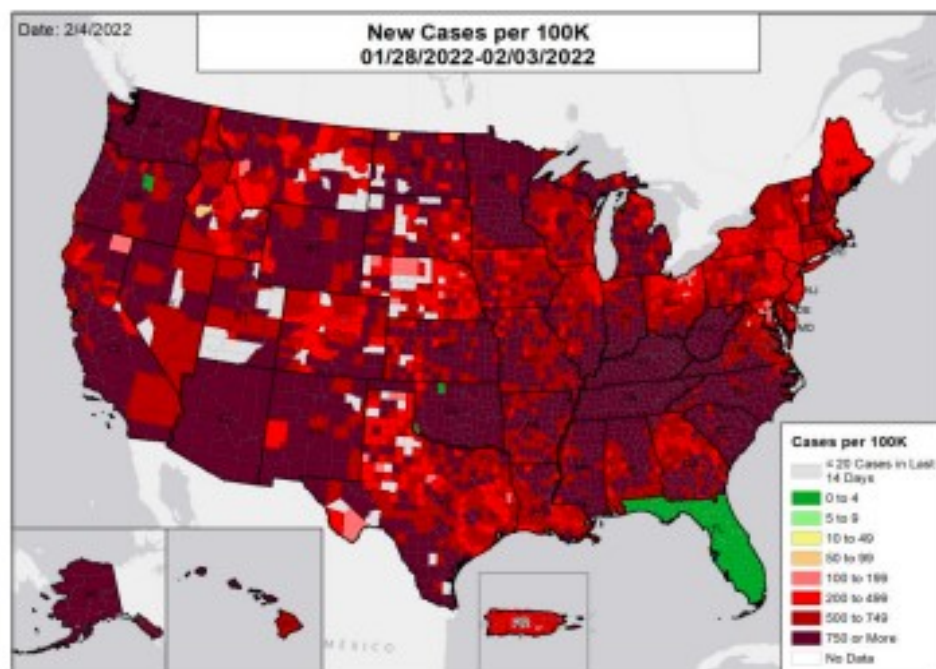 Date: 2/4/2022
New Cases per 100K
01/28/2022-02/03/2022
NJ
DE
MD
Cases per 100K
≤ 20 Cases in Last
14 Days
0 to 4
5 to 9
10 to 49
50 to 99
100 to 199
200 to 499
500 to 749
750 or More
No Data
MÉXICO
PR